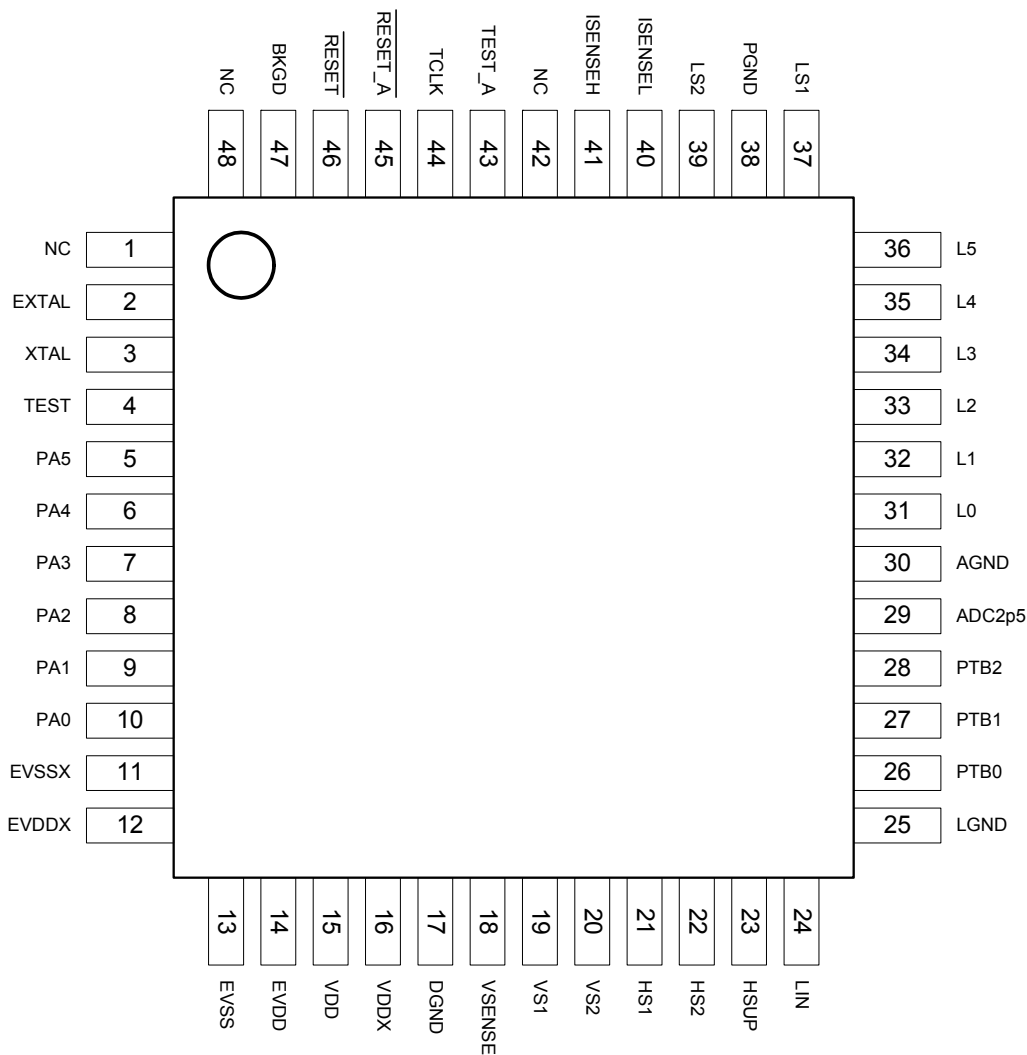 NC
BKGD
RESET
RESET_A
TCLK
TEST_A
NC
ISENSEH
ISENSEL
LS2
PGND
LS1
48
47
46
45
44
43
42
41
40
39
38
37
NC 1
EXTAL 2
XTAL 3
TEST 4
PA5 5
PA4 6
PA3 7
PA2 8
PA1 9
PA0 10
EVSSX 11
EVDDX 12
36 L5
35 L4
34 L3
33 L2
32 L1
31 L0
30 AGND
29 ADC2p5
28 PTB2
27 PTB1
26 PTB0
25 LGND
13
14
15
16
17
18
19
20
21
22
23
24
EVSS
EVDD
VDD
VDDX
DGND
VSENSE
VS1
VS2
HS1
HS2
HSUP
LIN